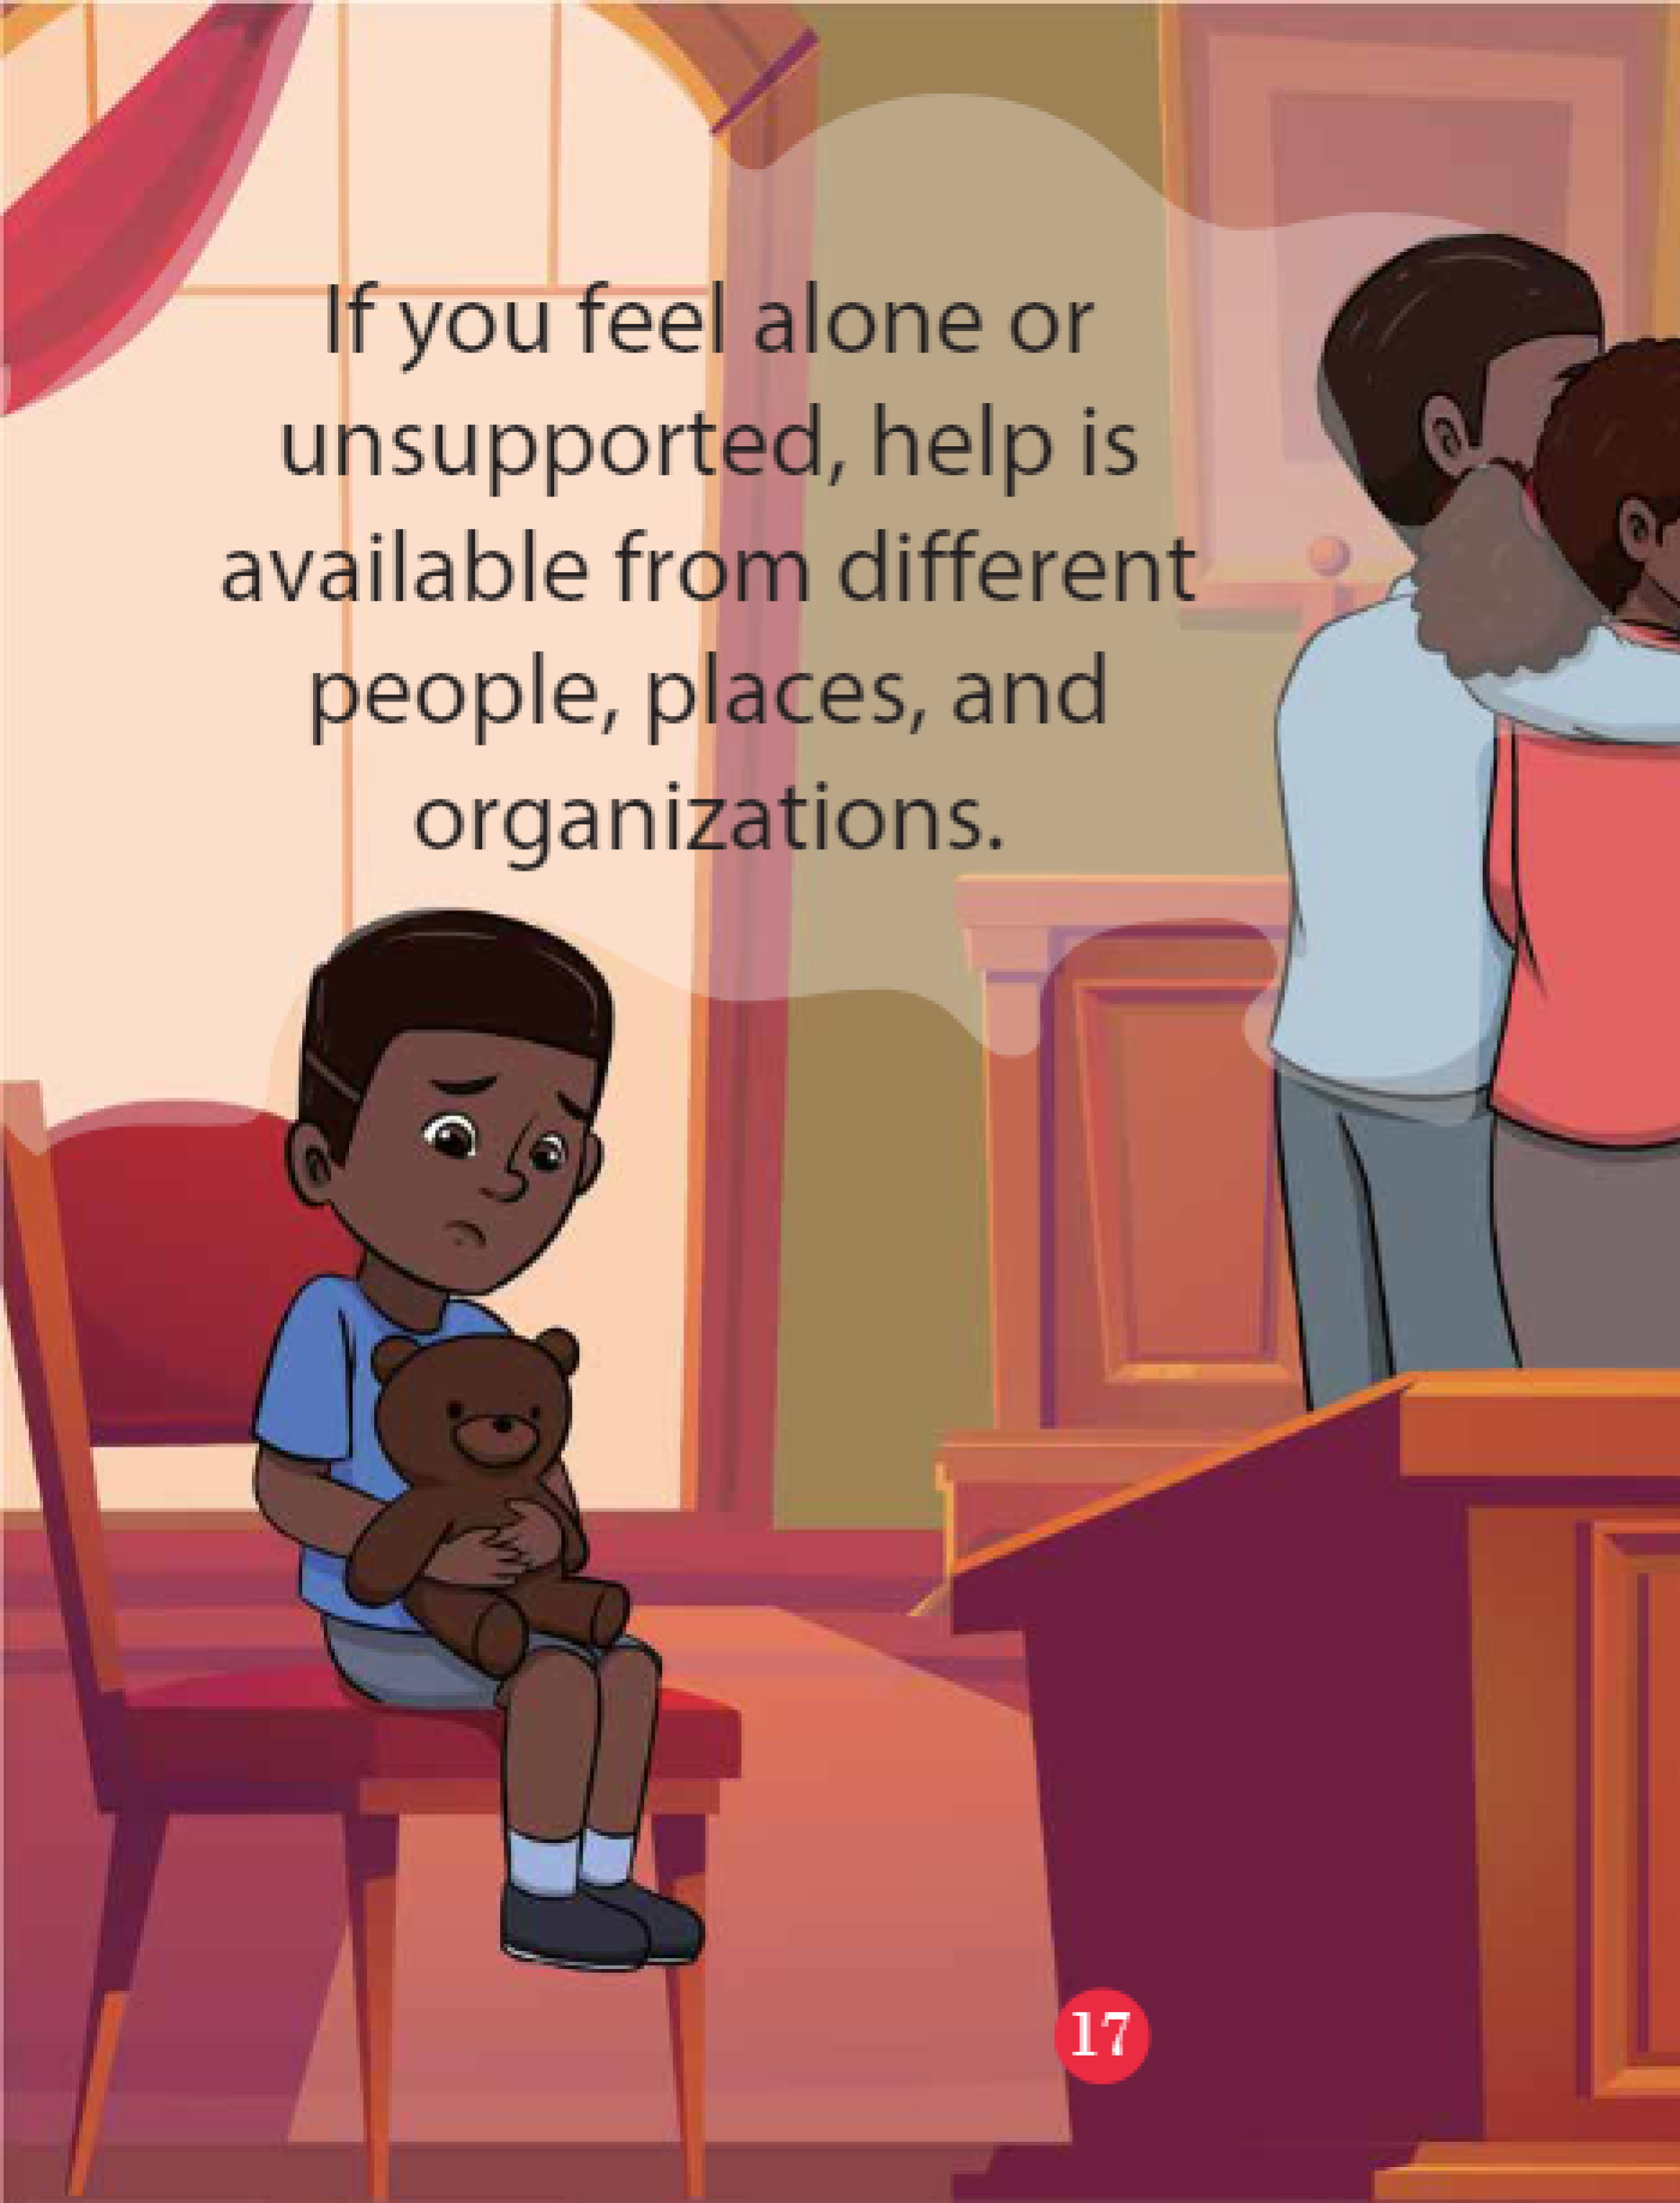 If you feel alone or
unsupported, help is
available from different
people, places, and
organizations.
17